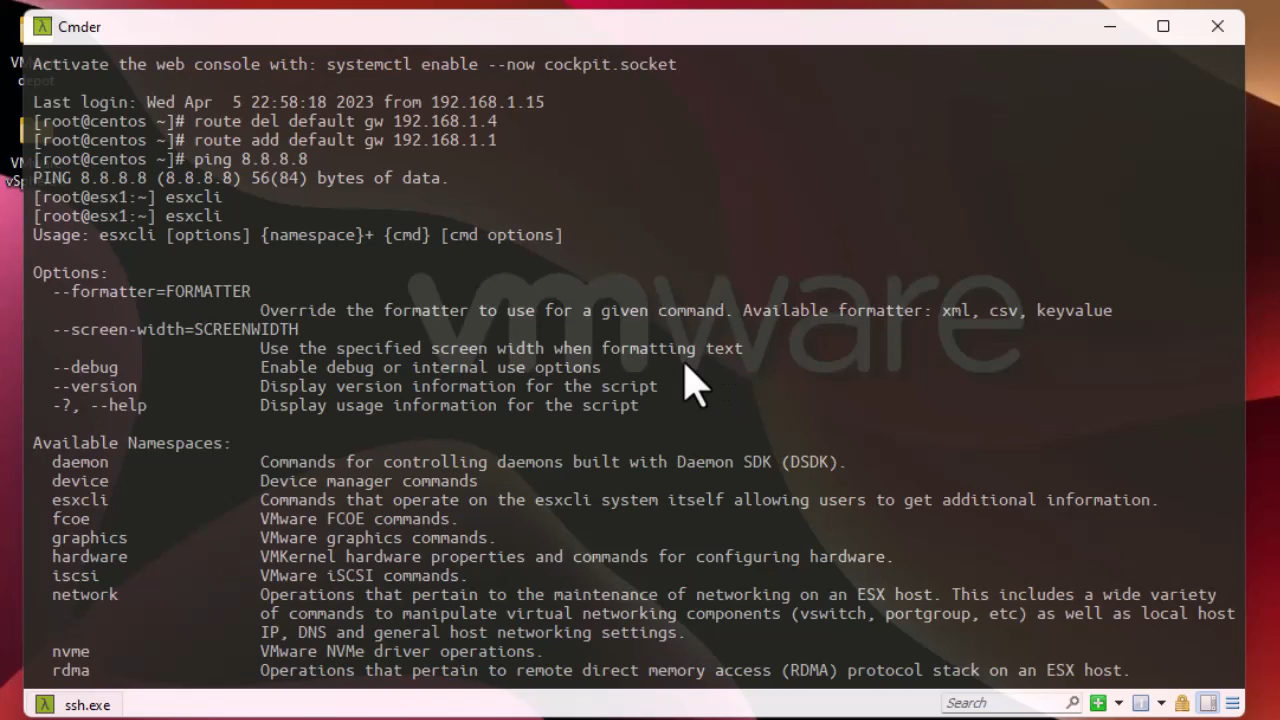 Cmder
Activate the web console with: systemctl enable --now cockpit.socket
Last login: Wed Apr  5 22:58:18 2023 from 192.168.1.15
[root@centos ~]# route del default gw 192.168.1.4
[root@centos ~]# route add default gw 192.168.1.1
[root@centos ~]# ping 8.8.8.8
PING 8.8.8.8 (8.8.8.8) 56(84) bytes of data.
[root@esx1:~] esxcli
[root@esx1:~] esxcli
Usage: esxcli [options] {namespace}+ {cmd} [cmd options]
Options:
--formatter=FORMATTER
Override the formatter to use for a given command. Available formatter: xml, csv, keyvalue
--screen-width=SCREENWIDTH
Use the specified screen width when formatting text
--debug Enable debug or internal use options
--version Display version information for the script
-?, --help Display usage information for the script
vmware
Available Namespaces:
daemon Commands for controlling daemons built with Daemon SDK (DSDK).
device Device manager commands
esxcli Commands that operate on the esxcli system itself allowing users to get additional information.
fcoe VMware FCOE commands.
graphics VMware graphics commands.
hardware VMKernel hardware properties and commands for configuring hardware.
iscsi VMware iSCSI commands.
network Operations that pertain to the maintenance of networking on an ESX host. This includes a wide variety
of commands to manipulate virtual networking components (vswitch, portgroup, etc) as well as local host
IP, DNS and general host networking settings.
nvme VMware NVMe driver operations.
rdma Operations that pertain to remote direct memory access (RDMA) protocol stack on an ESX host.
ssh.exe
Search